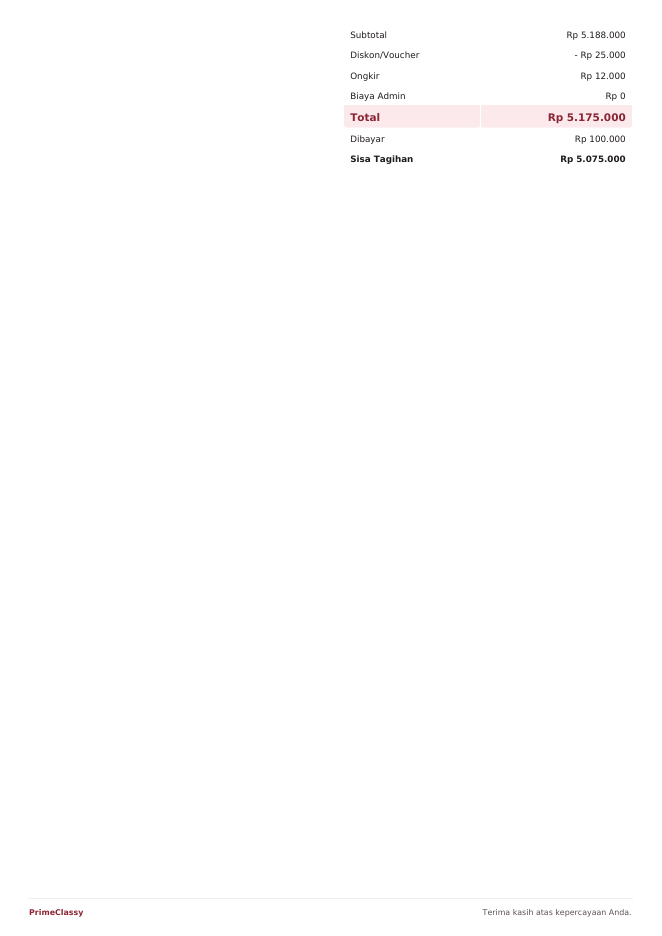 Subtotal Rp 5.188.000
Diskon/Voucher - Rp 25.000
Ongkir Rp 12.000
Biaya Admin Rp 0
Total Rp 5.175.000
Dibayar Rp 100.000
Sisa Tagihan Rp 5.075.000
PrimeClassy Terima kasih atas kepercayaan Anda.